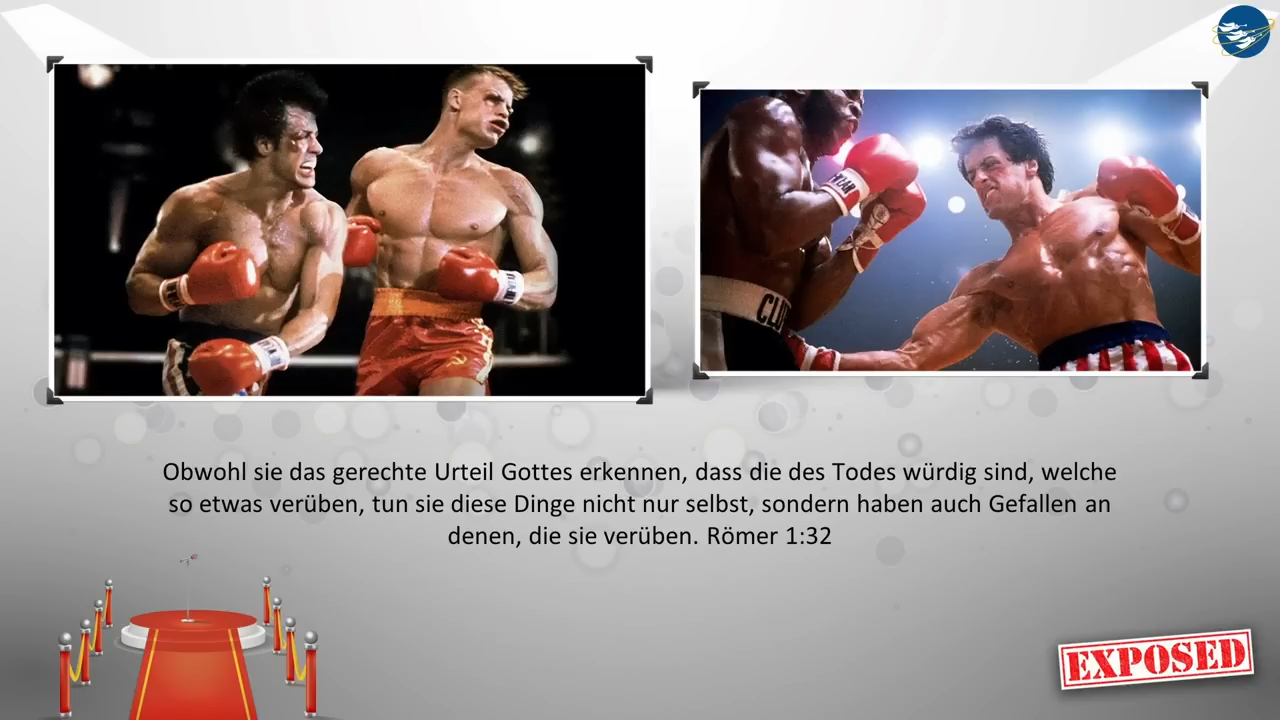 CLU
Obwohl sie das gerechte Urteil Gottes erkennen, dass die des Todes würdig sind, welche
so etwas verüben, tun sie diese Dinge nicht nur selbst, sondern haben auch Gefallen an
denen, die sie verüben. Römer 1:32
EXPOSED